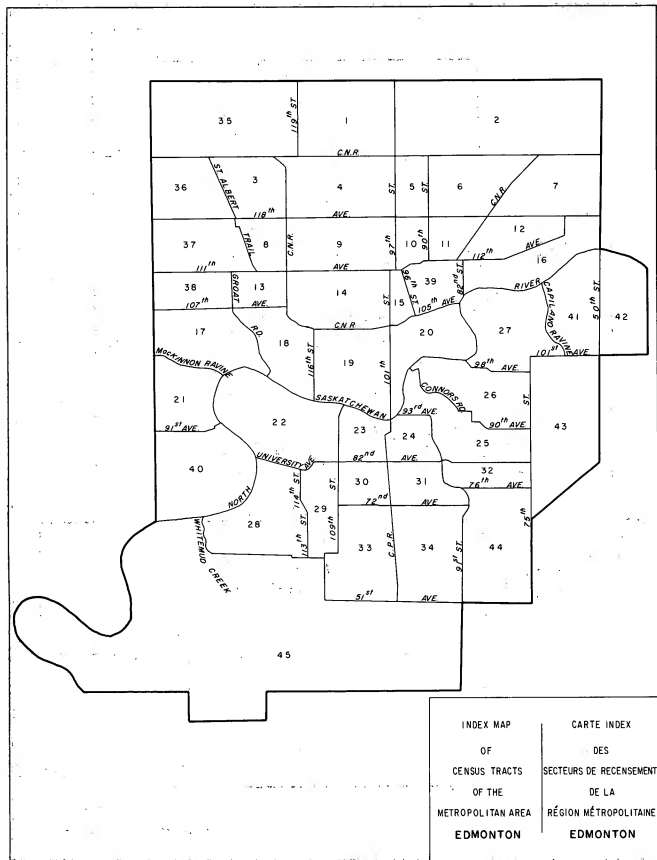 35
119th ST.
1
2
C.N.R.
36
ST. ALBERT
TRAIL
3
4
ST.
5
ST.
6
C.N.R.
7
118th AVE.
97th
90th
12
37
8
C.N.R.
9
10
11
112th AVE.
16
111th AVE
38
GROAT
RD.
13
14
ST.
15
96th ST.
39
82nd ST.
RIVER
CAPILANO RAVINE
41
50th ST.
42
107th AVE.
105th AVE
17
18
C.N.R
116th ST.
19
101st
20
27
101st AVE.
MacKINNON RAVINE
98th AVE.
21
22
SASKATCHEWAN
CONNORS RD.
26
ST.
93rd AVE.
90th AVE.
43
91st AVE.
23
24
25
UNIVERSITY AVE.
82nd AVE.
32
40
NORTH
114th ST.
ST.
30
31
76th AVE.
29
72nd AVE.
75th
28
WHITEMUD CREEK
113th ST.
109th
33
C.P.R.
34
91st ST.
44
51st AVE.
45
INDEX MAP
OF
CENSUS TRACTS
OF THE
METROPOLITAN AREA
EDMONTON
CARTE INDEX
DES
SECTEURS DE RECENSEMENT
DE LA
RÉGION MÉTROPOLITAINE
EDMONTON